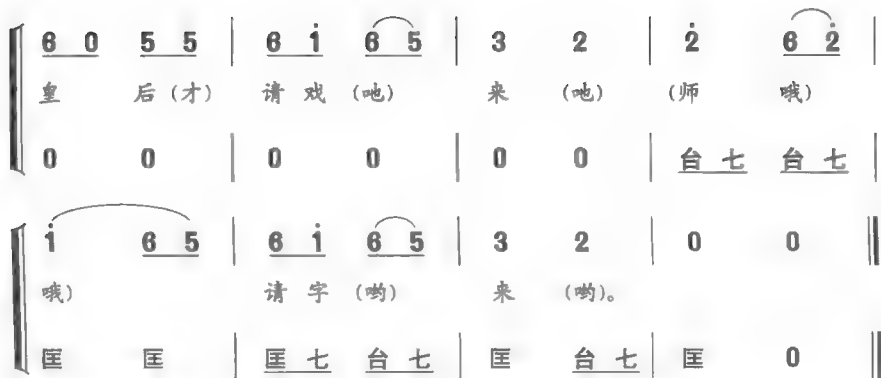 6 0 5 5 | 6 i̇ 6 5 | 3 2 | 2̇ 6 2̇ |
皇 后(才) 请 戏 (吔) 来 (吔) (师 哦)
0 0 | 0 0 | 0 0 | 台 七 台 七 |
i̇ 6 5 | 6 i̇ 6 5 | 3 2 | 0 0 ‖
哦) 请 字 (哟) 来 (哟)。
匡 匡 | 匡 七 台 七 | 匡 台 七 | 匡 0 ‖